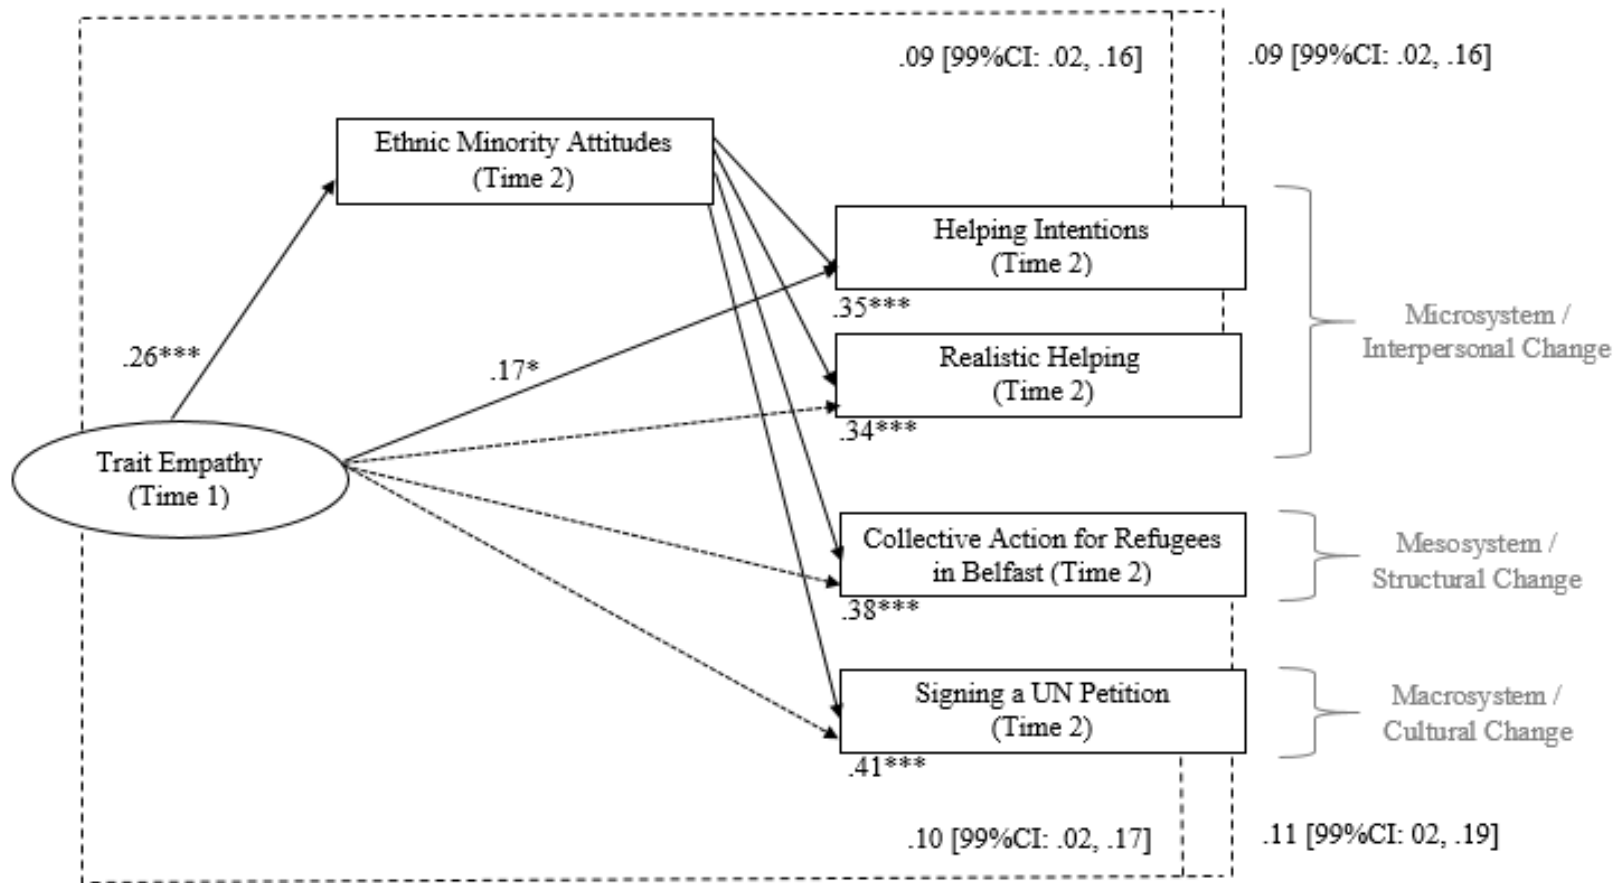 .09 [99%CI: .02, .16]
.09 [99%CI: .02, .16]
Ethnic Minority Attitudes
(Time 2)
Helping Intentions
(Time 2)
.35***
Microsystem /
Interpersonal Change
.26***
.17*
Realistic Helping
(Time 2)
.34***
Trait Empathy
(Time 1)
Collective Action for Refugees
in Belfast (Time 2)
.38***
Mesosystem /
Structural Change
Signing a UN Petition
(Time 2)
.41***
Macrosystem /
Cultural Change
.10 [99%CI: .02, .17]
.11 [99%CI: 02, .19]